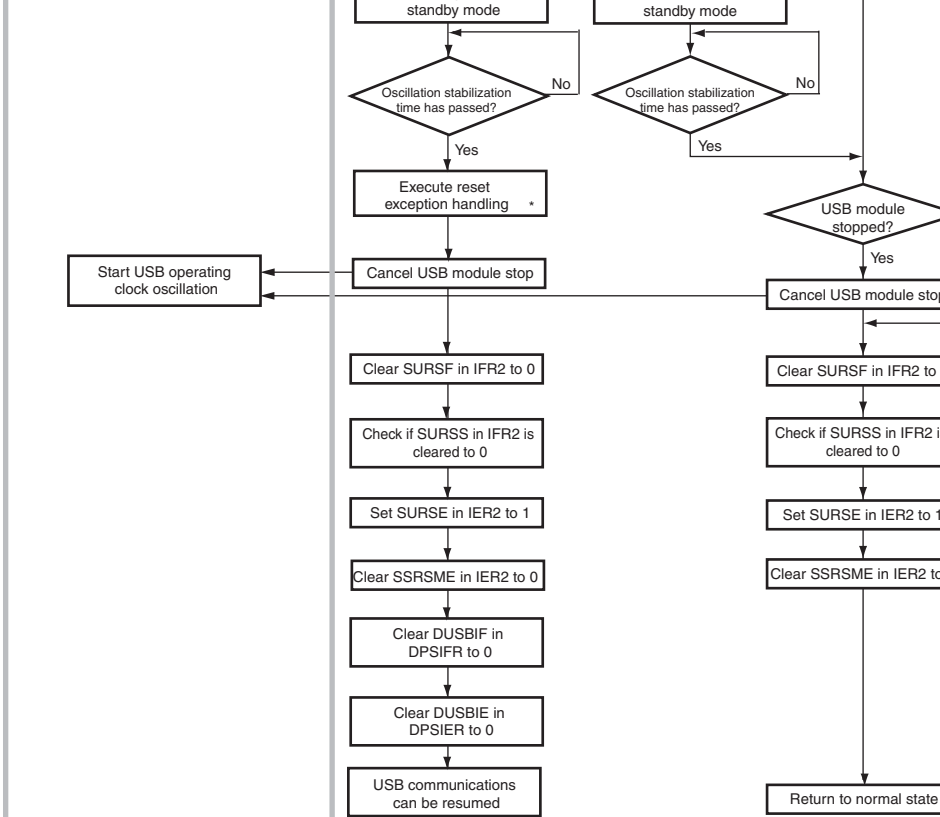 standby mode
standby mode
Oscillation stabilization
time has passed?
No
Oscillation stabilization
time has passed?
No
Yes
Yes
Execute reset
exception handling *
USB module
stopped?
Yes
Start USB operating
clock oscillation
Cancel USB module stop
Cancel USB module stop
Clear SURSF in IFR2 to 0
Clear SURSF in IFR2 to
Check if SURSS in IFR2 is
cleared to 0
Check if SURSS in IFR2 i
cleared to 0
Set SURSE in IER2 to 1
Set SURSE in IER2 to 1
Clear SSRSME in IER2 to 0
Clear SSRSME in IER2 to
Clear DUSBIF in
DPSIFR to 0
Clear DUSBIE in
DPSIER to 0
USB communications
can be resumed
Return to normal state